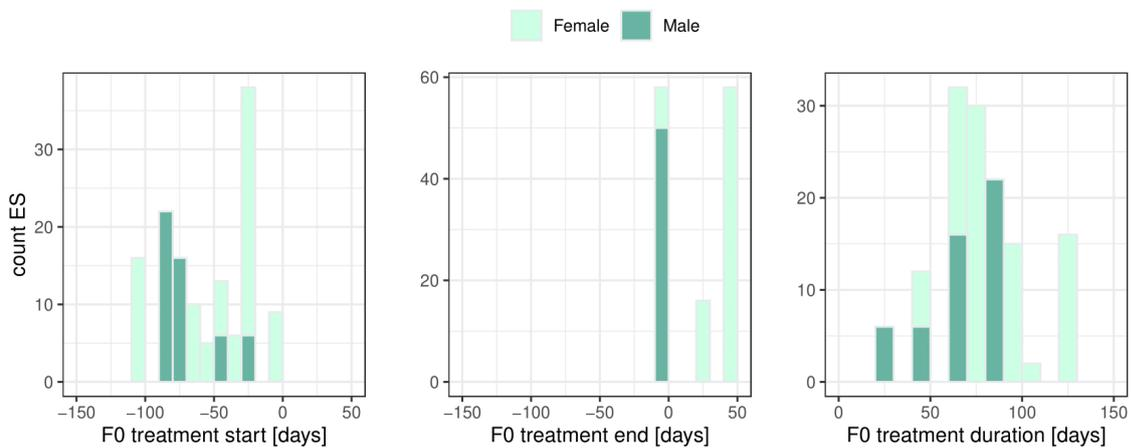 Female Male
count ES
30
20
10
0
−150 −100 −50 0 50
F0 treatment start [days]
60
40
20
0
−150 −100 −50 0 50
F0 treatment end [days]
30
20
10
0
0 50 100 150
F0 treatment duration [days]